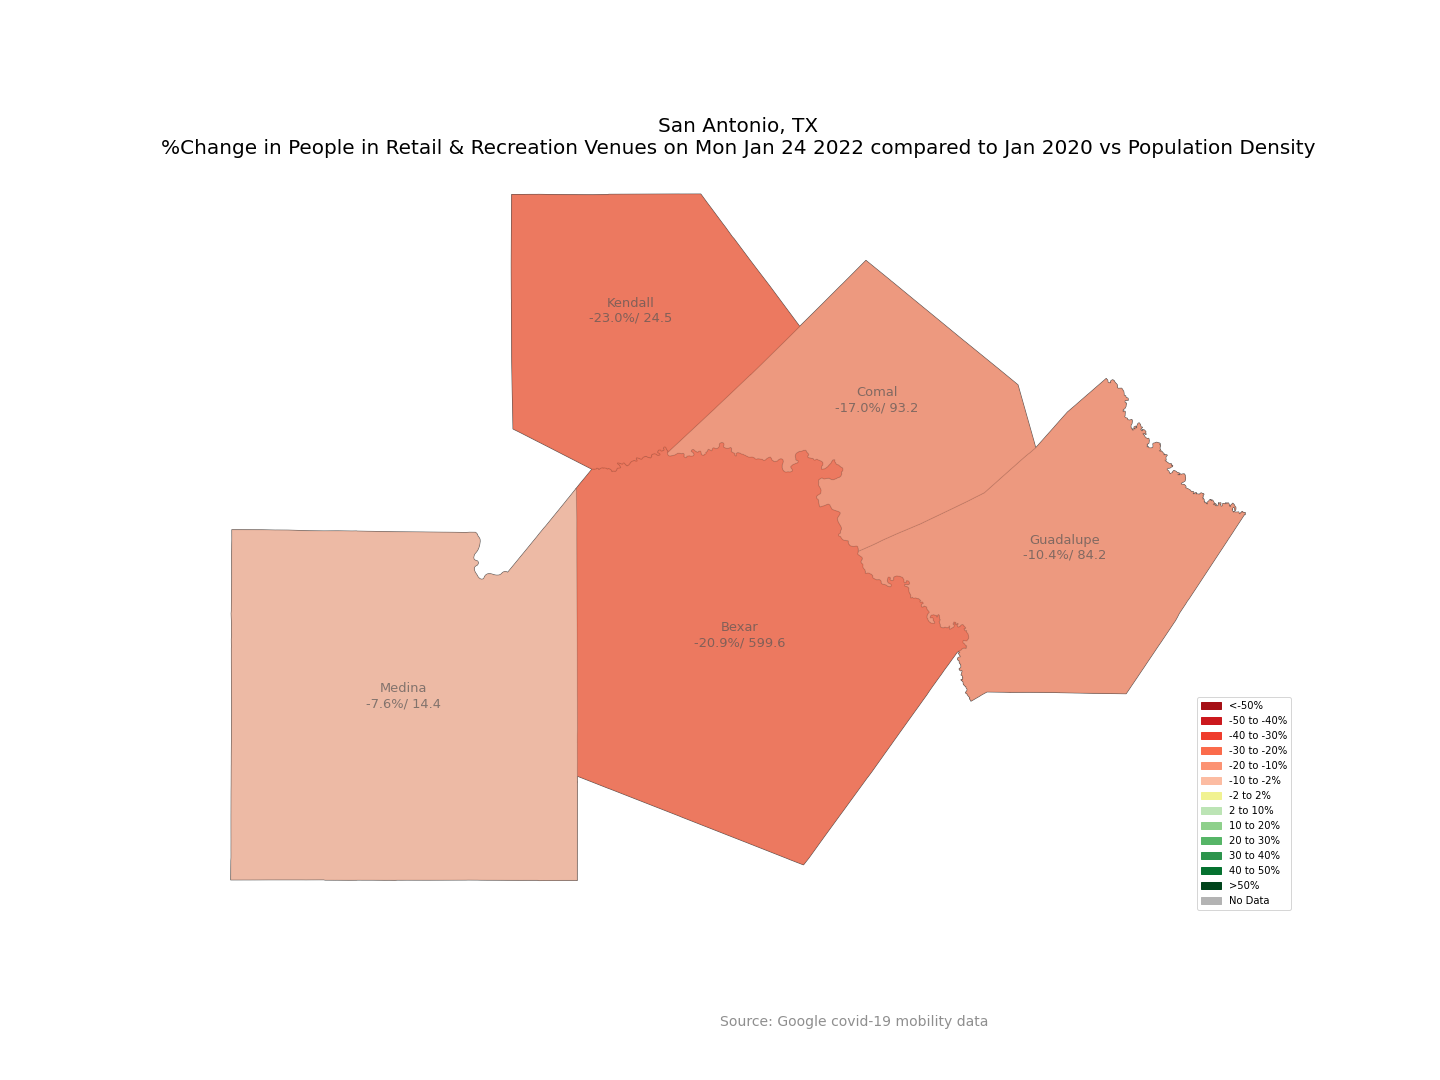 San Antonio, TX
%Change in People in Retail & Recreation Venues on Mon Jan 24 2022 compared to Jan 2020 vs Population Density
Kendall
-23.0%/ 24.5
Comal
-17.0%/ 93.2
Guadalupe
-10.4%/ 84.2
Bexar
-20.9%/ 599.6
Medina
-7.6%/ 14.4
<-50%
-50 to -40%
-40 to -30%
-30 to -20%
-20 to -10%
-10 to -2%
-2 to 2%
2 to 10%
10 to 20%
20 to 30%
30 to 40%
40 to 50%
>50%
No Data
Source: Google covid-19 mobility data